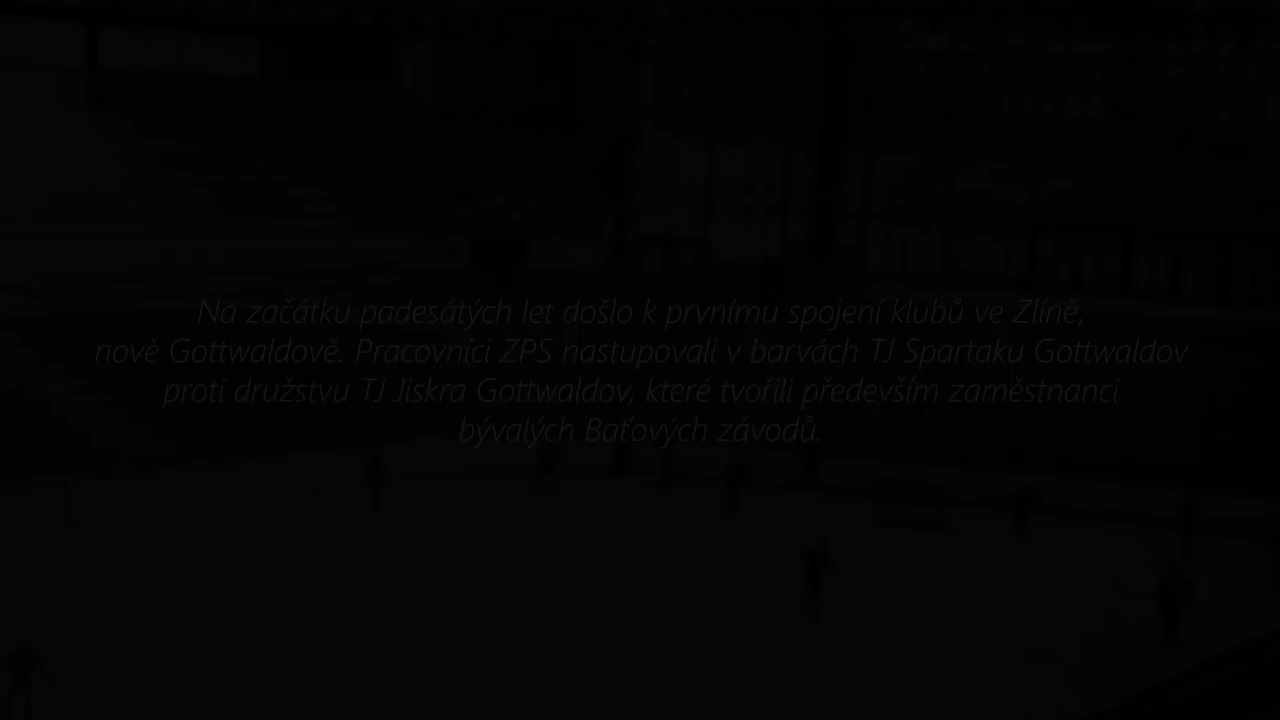 Na začátku padesátých let došlo k prvnímu spojení klubů ve Zlíně,
nově Gottwaldově. Pracovníci ZPS nastupovali v barvách TJ Spartaku Gottwaldov
proti družstvu TJ Jiskra Gottwaldov, které tvořili především zaměstnanci
bývalých Baťových závodů.